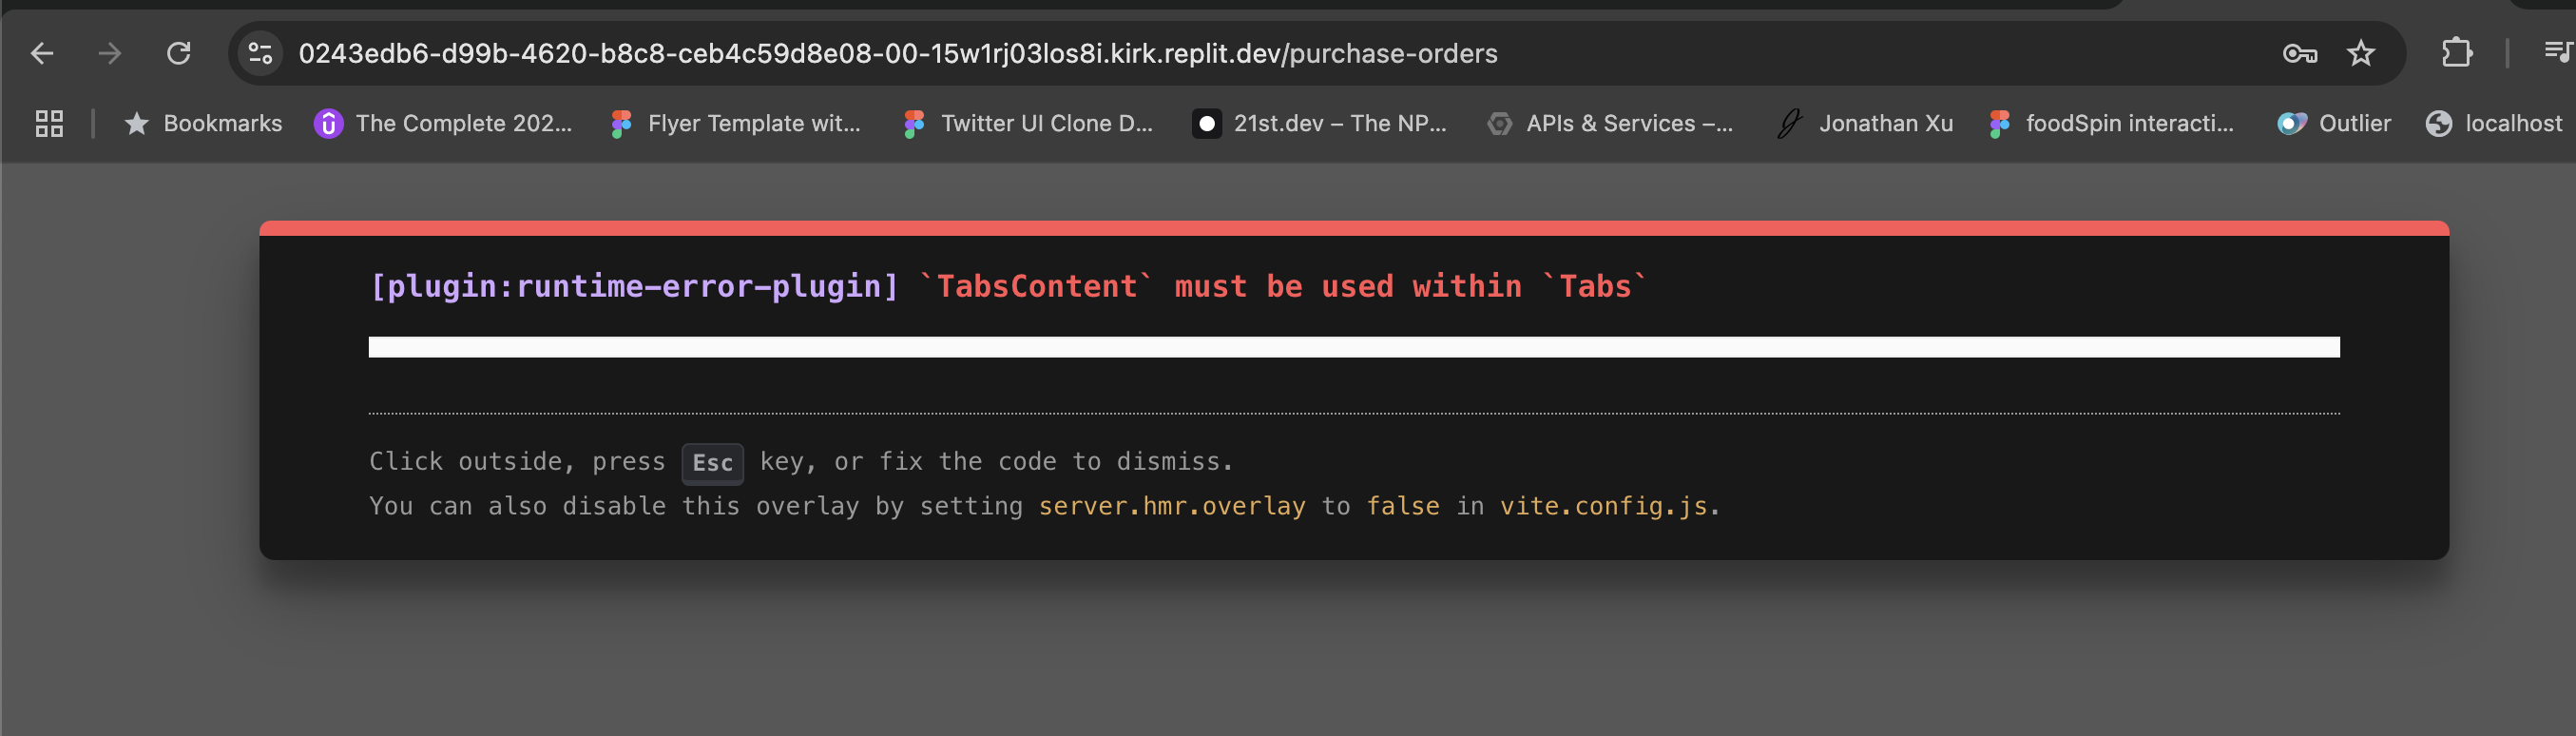 0243edb6-d99b-4620-b8c8-ceb4c59d8e08-00-15w1rj03los8i.kirk.replit.dev/purchase-orders
Bookmarks The Complete 202... Flyer Template wit... Twitter UI Clone D... 21st.dev – The NP... APIs & Services –... Jonathan Xu foodSpin interacti... Outlier localhost
[plugin:runtime-error-plugin] `TabsContent` must be used within `Tabs`
Click outside, press Esc key, or fix the code to dismiss.
You can also disable this overlay by setting server.hmr.overlay to false in vite.config.js.